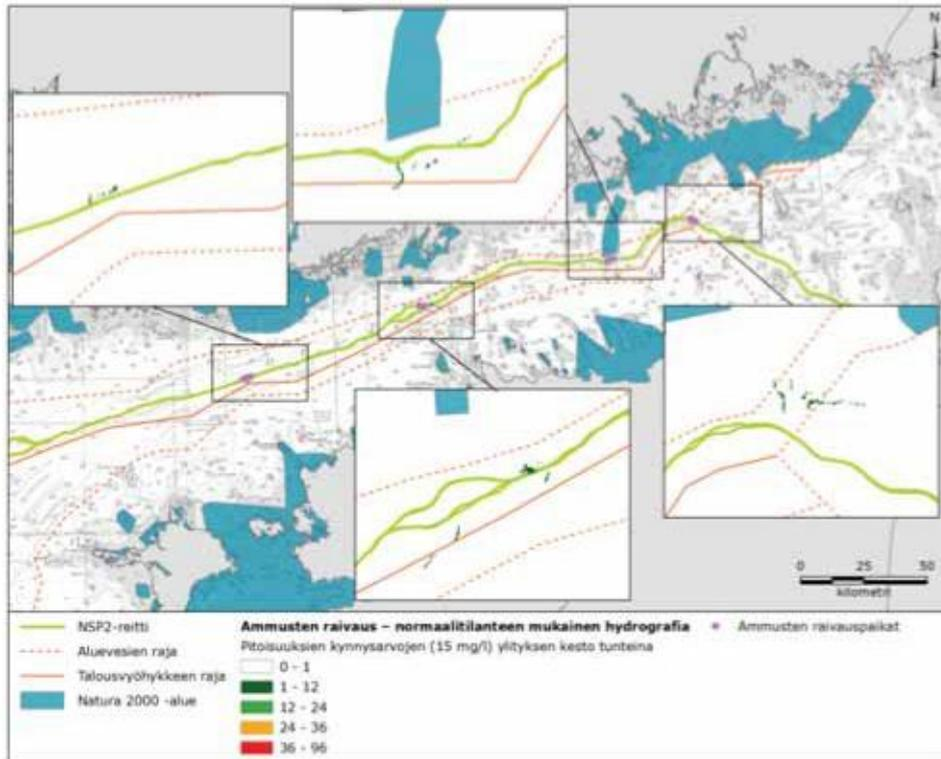 N
0 25 50
kilometri
NSP2-reitti
Aluevesien raja
Talousvyöhykkeen raja
Natura 2000 -alue
Ammusten raivaus – normaalitilanteen mukainen hydrografia
Pitoisuuksien kynnysarvojen (15 mg/l) ylityksen kesto tunteina
0 - 1
1 - 12
12 - 24
24 - 36
36 - 96
Ammusten raivauspaikat